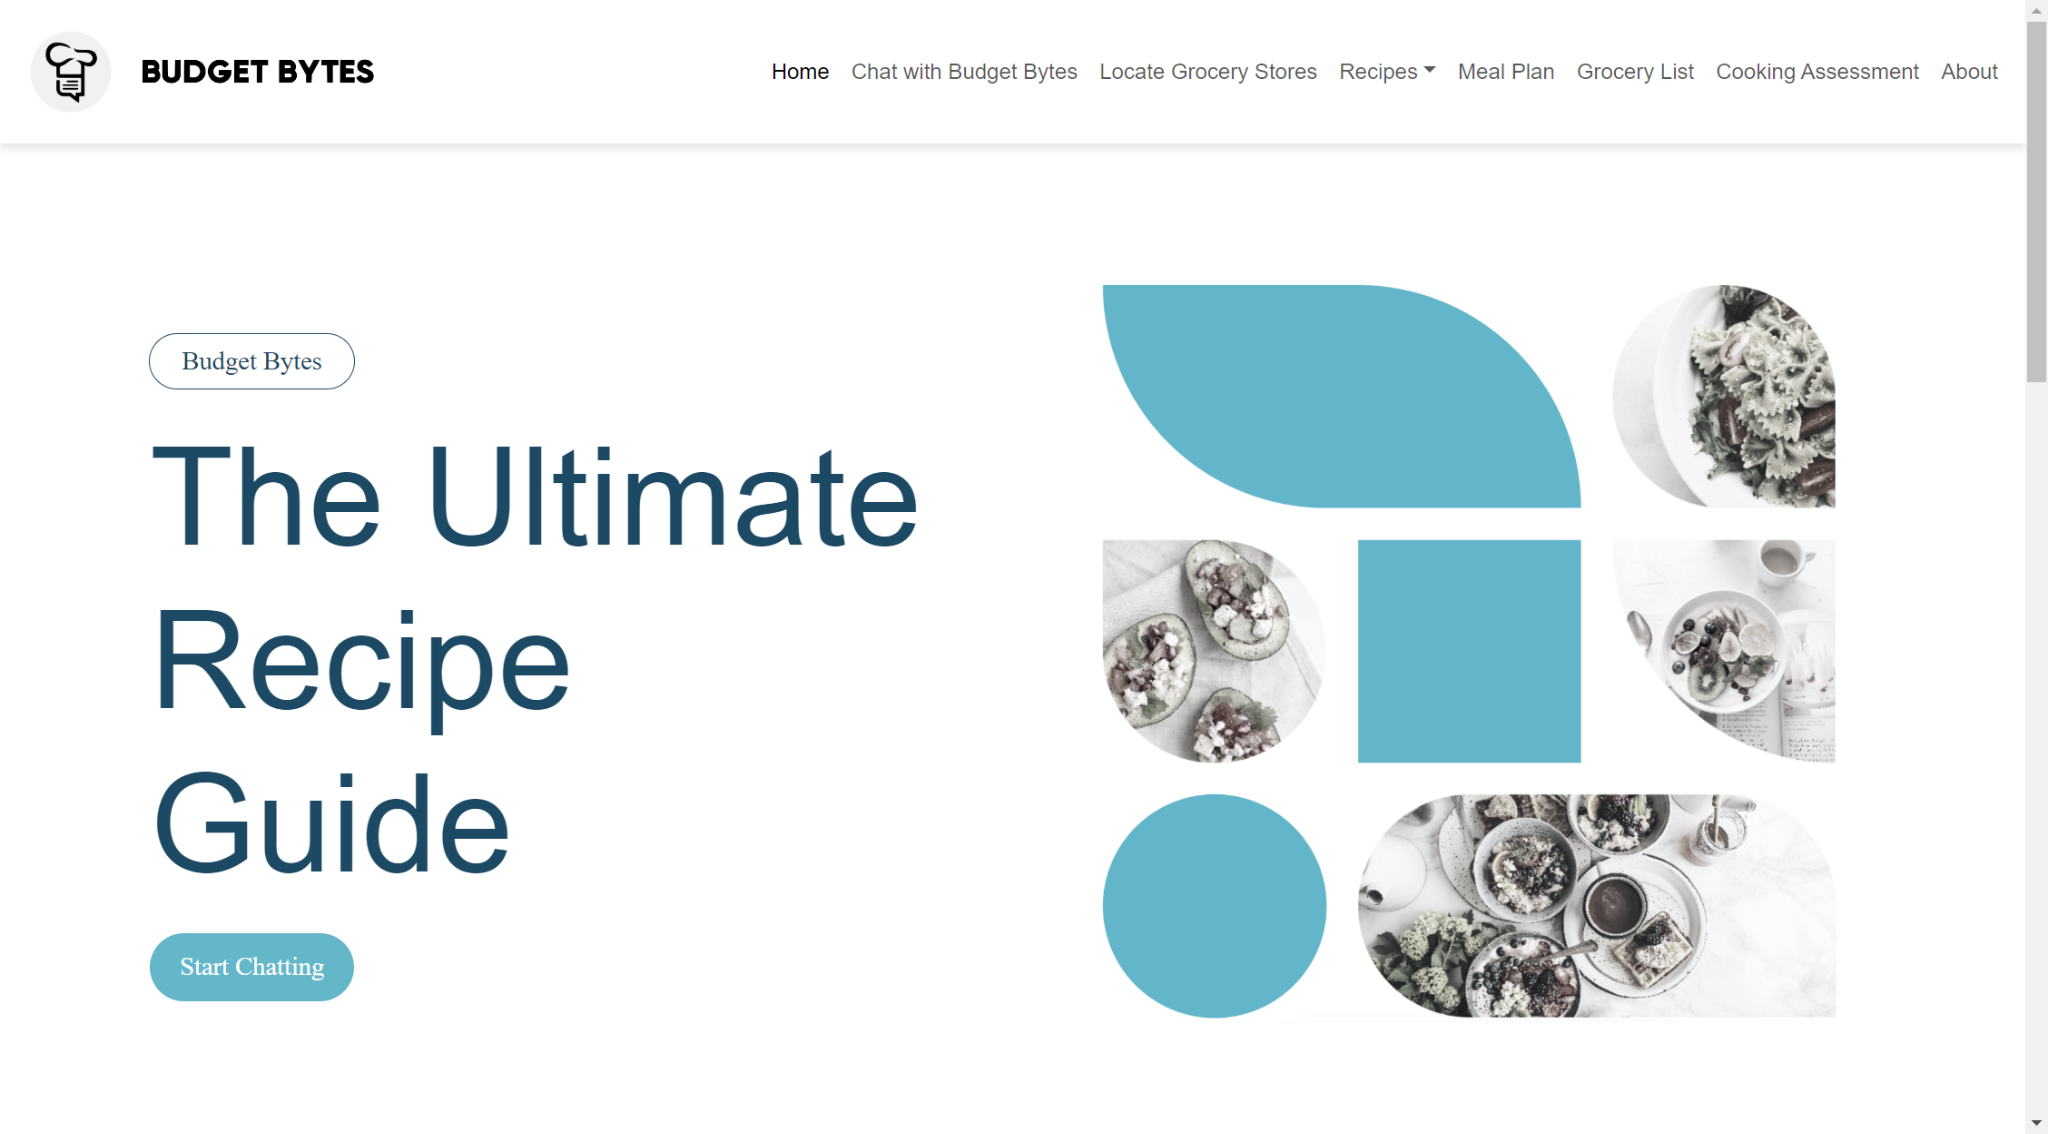 BUDGET BYTES
Home Chat with Budget Bytes Locate Grocery Stores Recipes Meal Plan Grocery List Cooking Assessment About
Budget Bytes
The Ultimate
Recipe
Guide
Start Chatting